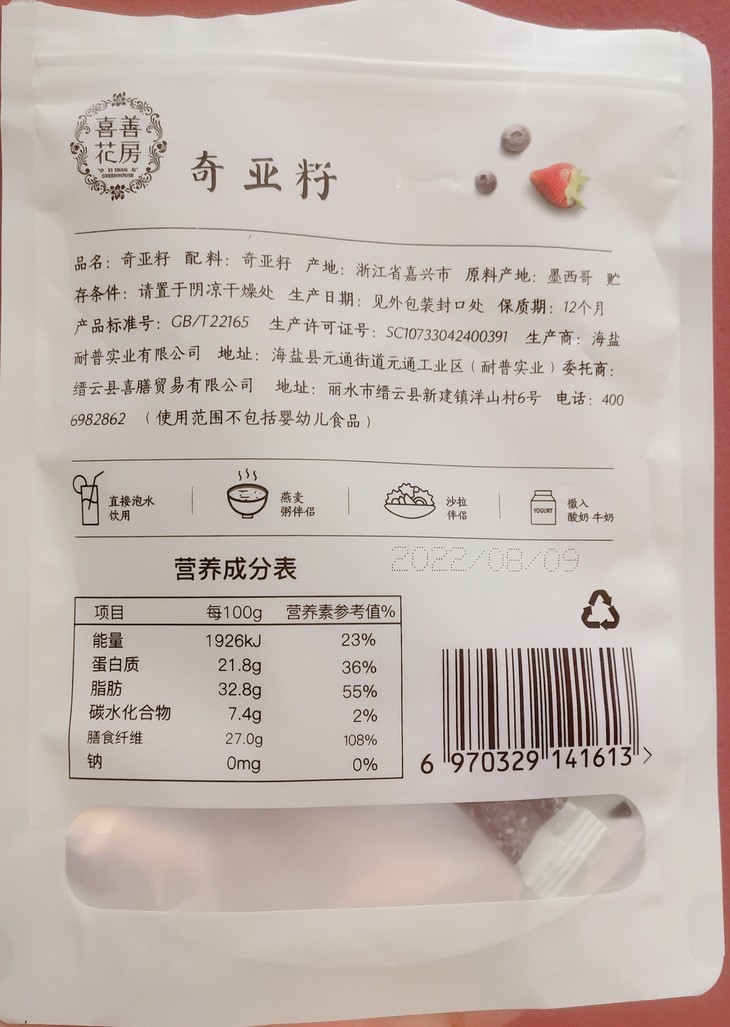 喜善
花房
XI SHAN
GREENHOUSE
奇亚籽
品名：奇亚籽 配料：奇亚籽 产地：浙江省嘉兴市 原料产地：墨西哥 贮
存条件：请置于阴凉干燥处 生产日期：见外包装封口处 保质期：12个月
产品标准号：GB/T22165 生产许可证号：SC10733042400391 生产商：海盐
耐普实业有限公司 地址：海盐县元通街道元通工业区（耐普实业）委托商：
缙云县喜膳贸易有限公司 地址：丽水市缙云县新建镇洋山村6号 电话：400
6982862 （使用范围不包括婴幼儿食品）
直接泡水
饮用
燕麦
粥伴侣
沙拉
伴侣
YOGURT
撒入
酸奶 牛奶
2022/08/09
营养成分表
项目 每100g 营养素参考值%
能量 1926kJ 23%
蛋白质 21.8g 36%
脂肪 32.8g 55%
碳水化合物 7.4g 2%
膳食纤维 27.0g 108%
钠 0mg 0%
6 970329 141613 >